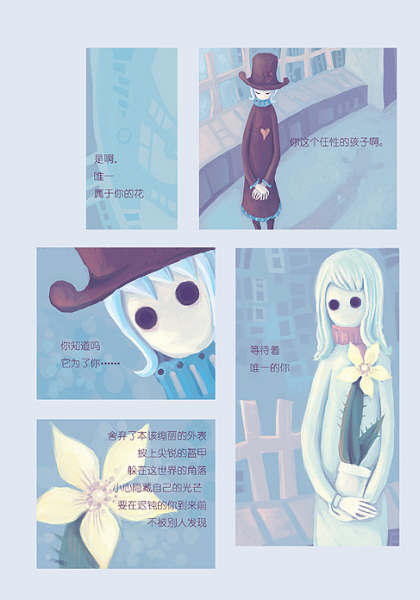 是啊。
唯一
属于你的花
你这个任性的孩子啊。
你知道吗
它为了你……
舍弃了本该绚丽的外表
披上尖锐的盔甲
躲在这世界的角落
小心隐藏自己的光芒
要在迟钝的你到来前
不被别人发现
等待着
唯一的你